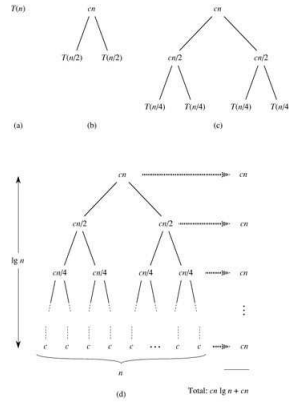 T(n) cn cn
T(n/2) T(n/2) cn/2 cn/2
T(n/4) T(n/4) T(n/4) T(n/4)
(a) (b) (c)
cn cn
cn/2 cn/2 cn
lg n
cn/4 cn/4 cn/4 cn/4 cn
c c c c c ... c c cn
n
(d) Total: cn lg n + cn